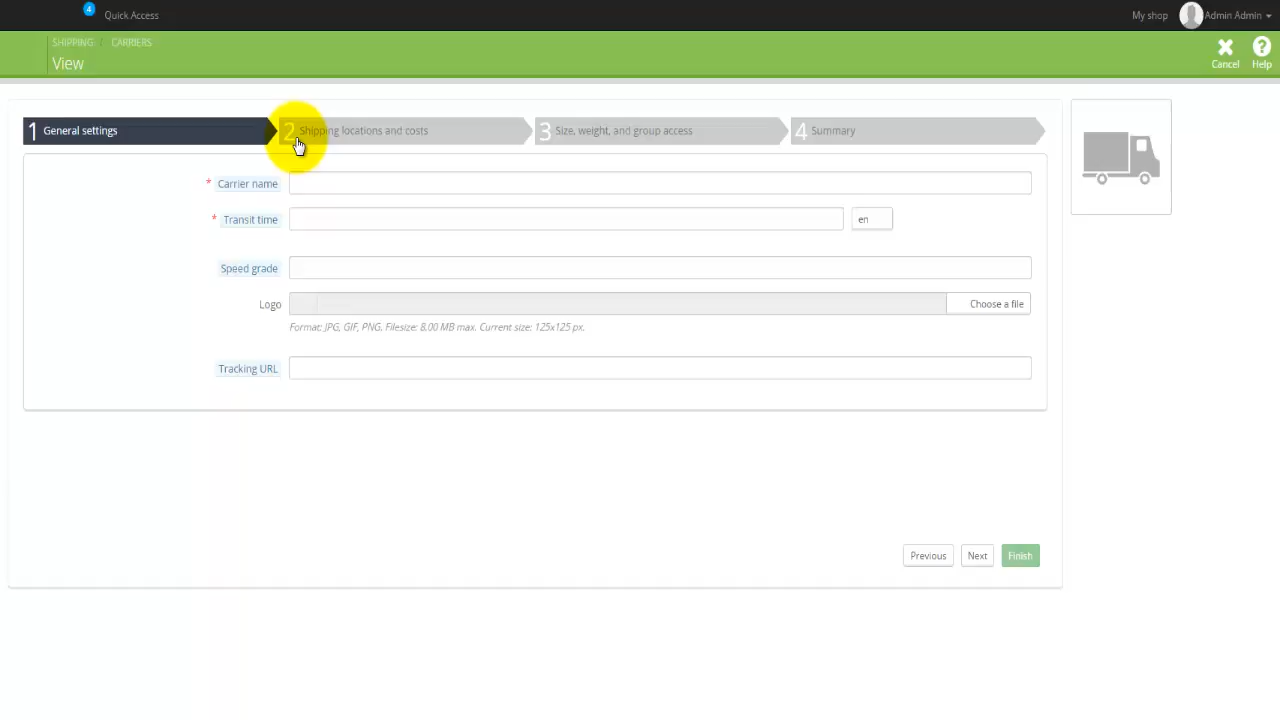 4 Quick Access My shop Admin Admin
SHIPPING / CARRIERS
View
Cancel Help
1 General settings 2 Shipping locations and costs 3 Size, weight, and group access 4 Summary
* Carrier name
* Transit time en
Speed grade
Logo Choose a file
Format: JPG, GIF, PNG. Filesize: 8.00 MB max. Current size: 125x125 px.
Tracking URL
Previous Next Finish